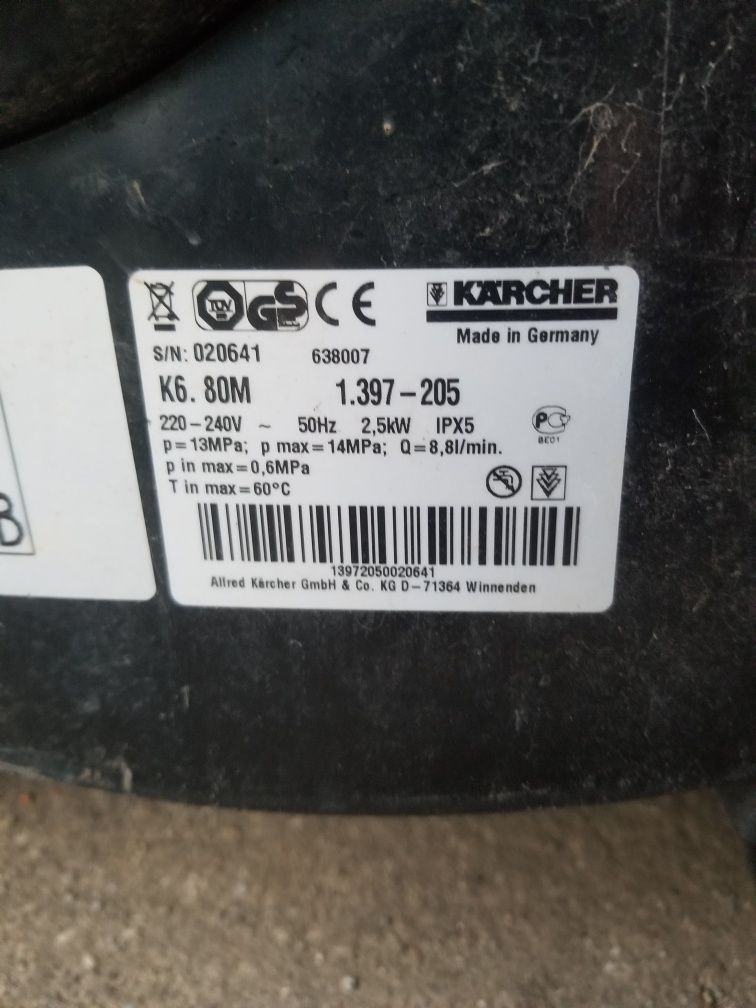 TÜV GS CE KÄRCHER
Made in Germany
S/N: 020641 638007
K6. 80M 1.397-205
220-240V ~ 50Hz 2,5kW IPX5
BE01
p=13MPa; p max=14MPa; Q=8,8l/min.
p in max=0,6MPa
T in max=60°C
B
13972050020641
Alfred Kärcher GmbH & Co. KG D-71364 Winnenden